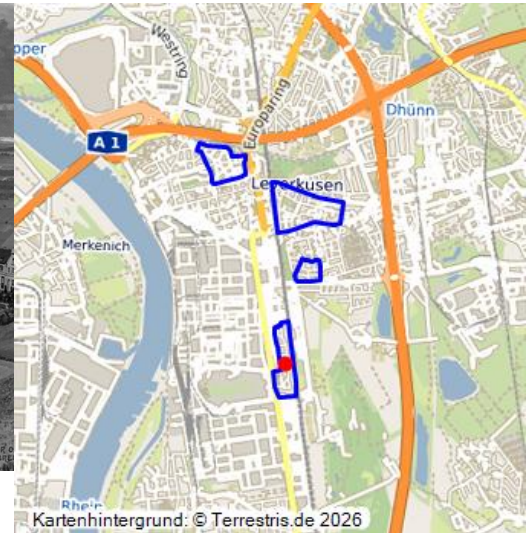 pper
Westring
Europaring
Dhünn
A 1
Leverkusen
Merkenich
Rhein
Kartenhintergrund: © Terrestris.de 2026